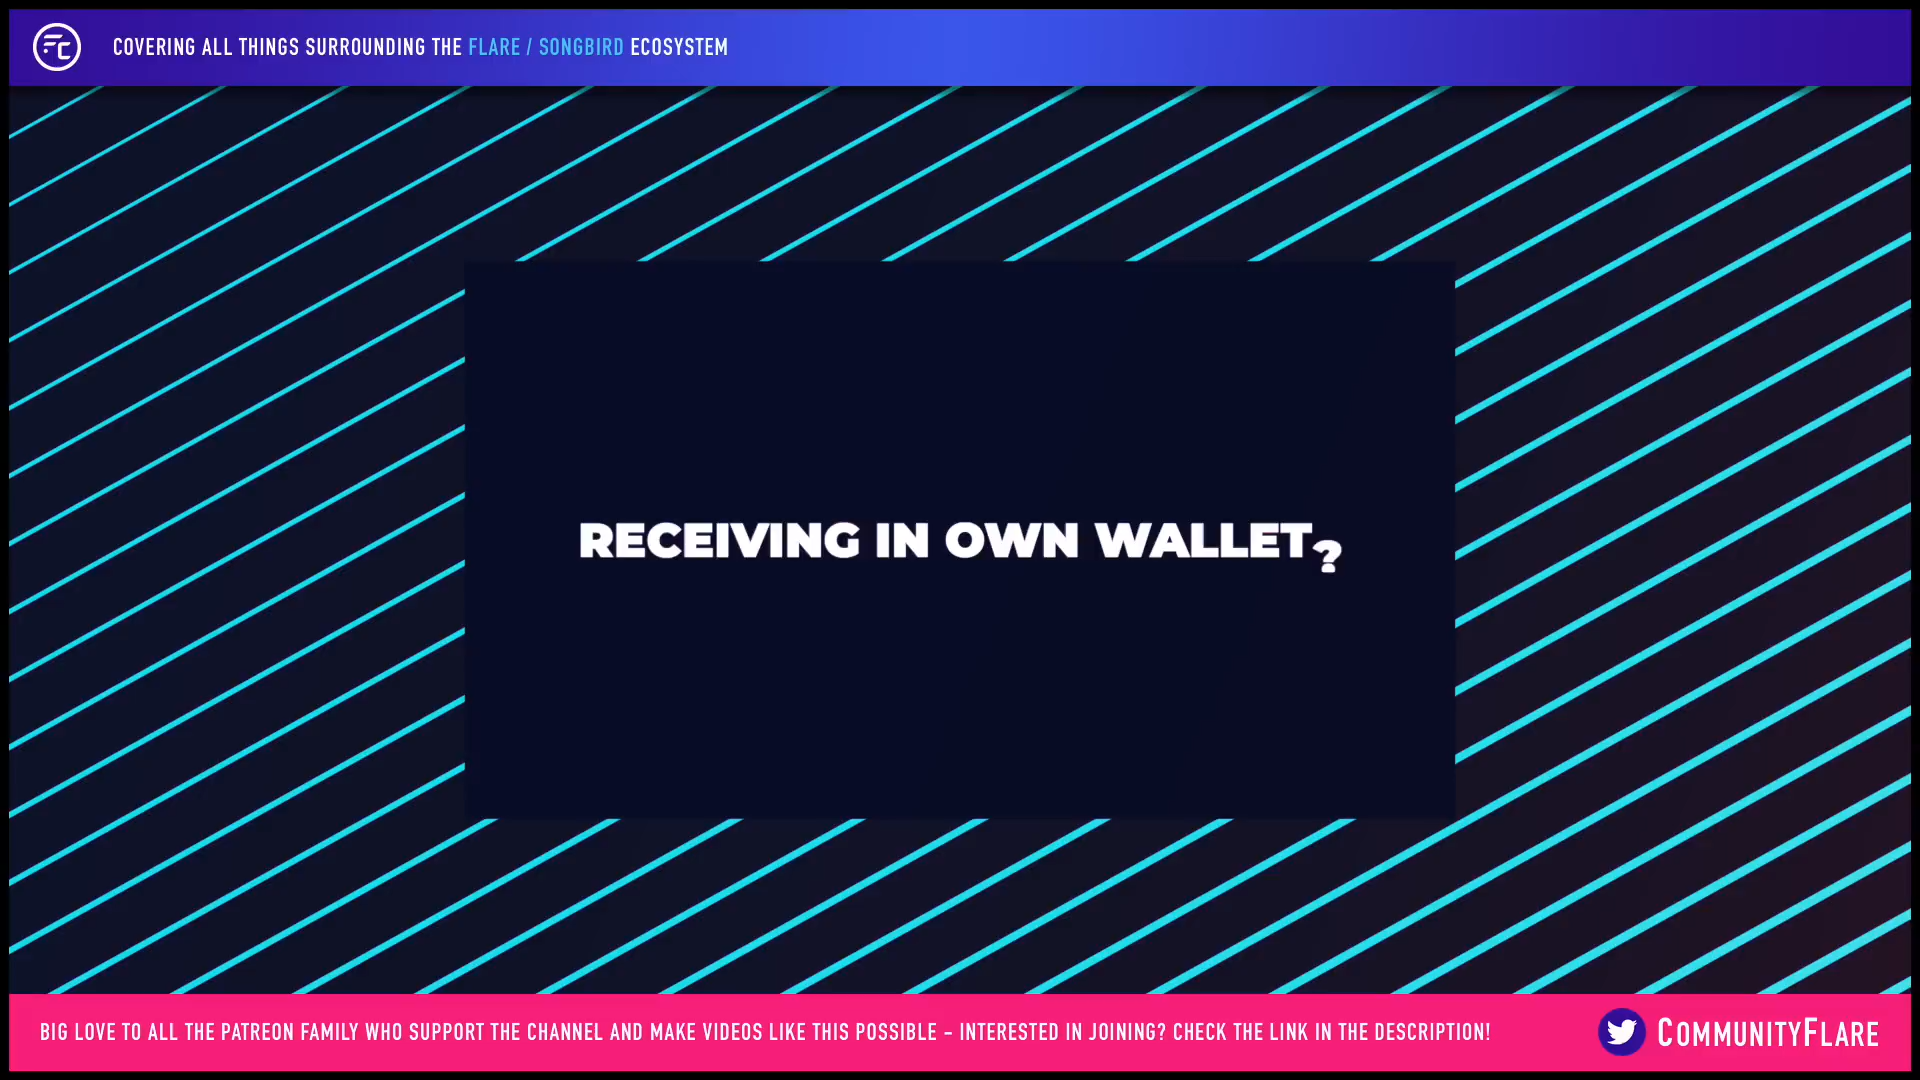 FC
COVERING ALL THINGS SURROUNDING THE FLARE / SONGBIRD ECOSYSTEM
RECEIVING IN OWN WALLET?
BIG LOVE TO ALL THE PATREON FAMILY WHO SUPPORT THE CHANNEL AND MAKE VIDEOS LIKE THIS POSSIBLE - INTERESTED IN JOINING? CHECK THE LINK IN THE DESCRIPTION!
COMMUNITYFLARE